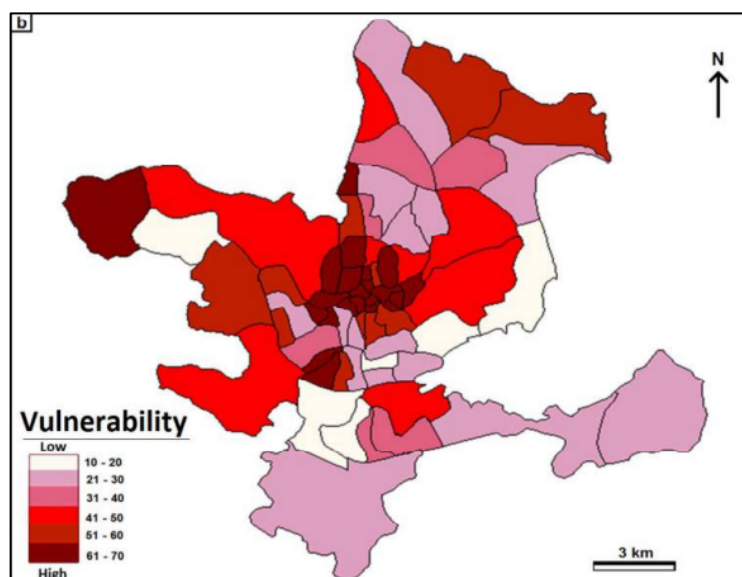 b
N
Vulnerability
Low
10 - 20
21 - 30
31 - 40
41 - 50
51 - 60
61 - 70
High
3 km